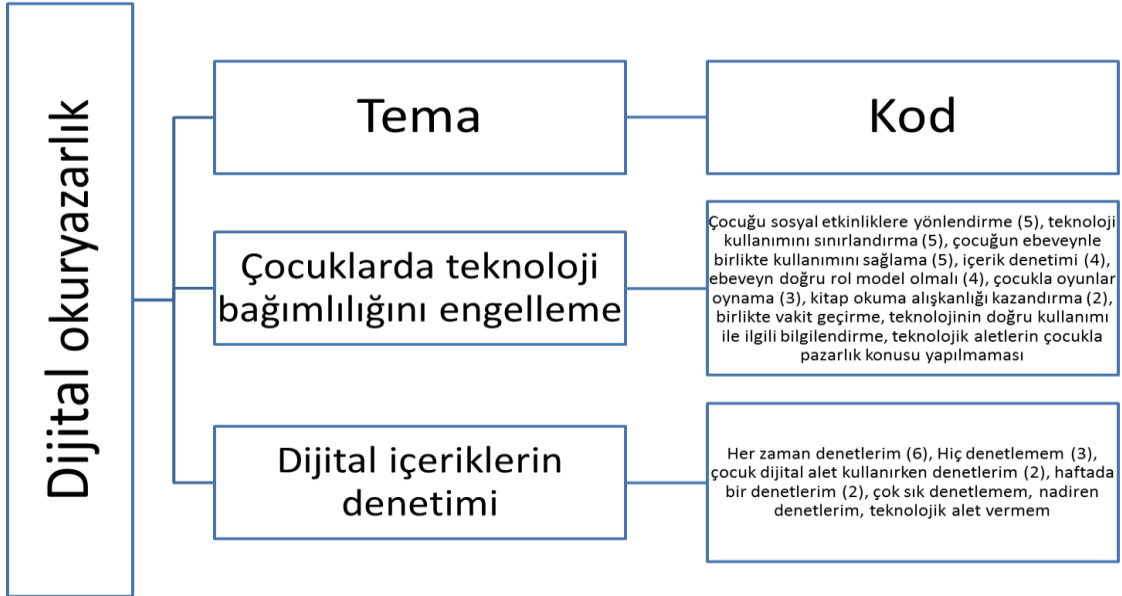 Dijital okuryazarlık
Tema
Kod
Çocuklarda teknoloji
bağımlılığını engelleme
Çocuğu sosyal etkinliklere yönlendirme (5), teknoloji
kullanımını sınırlandırma (5), çocuğun ebeveynle
birlikte kullanımını sağlama (5), içerik denetimi (4),
ebeveyn doğru rol model olmalı (4), çocukla oyunlar
oynama (3), kitap okuma alışkanlığı kazandırma (2),
birlikte vakit geçirme, teknolojinin doğru kullanımı
ile ilgili bilgilendirme, teknolojik aletlerin çocukla
pazarlık konusu yapılmaması
Dijital içeriklerin
denetimi
Her zaman denetlerim (6), Hiç denetlemem (3),
çocuk dijital alet kullanırken denetlerim (2), haftada
bir denetlerim (2), çok sık denetlemem, nadiren
denetlerim, teknolojik alet vermem